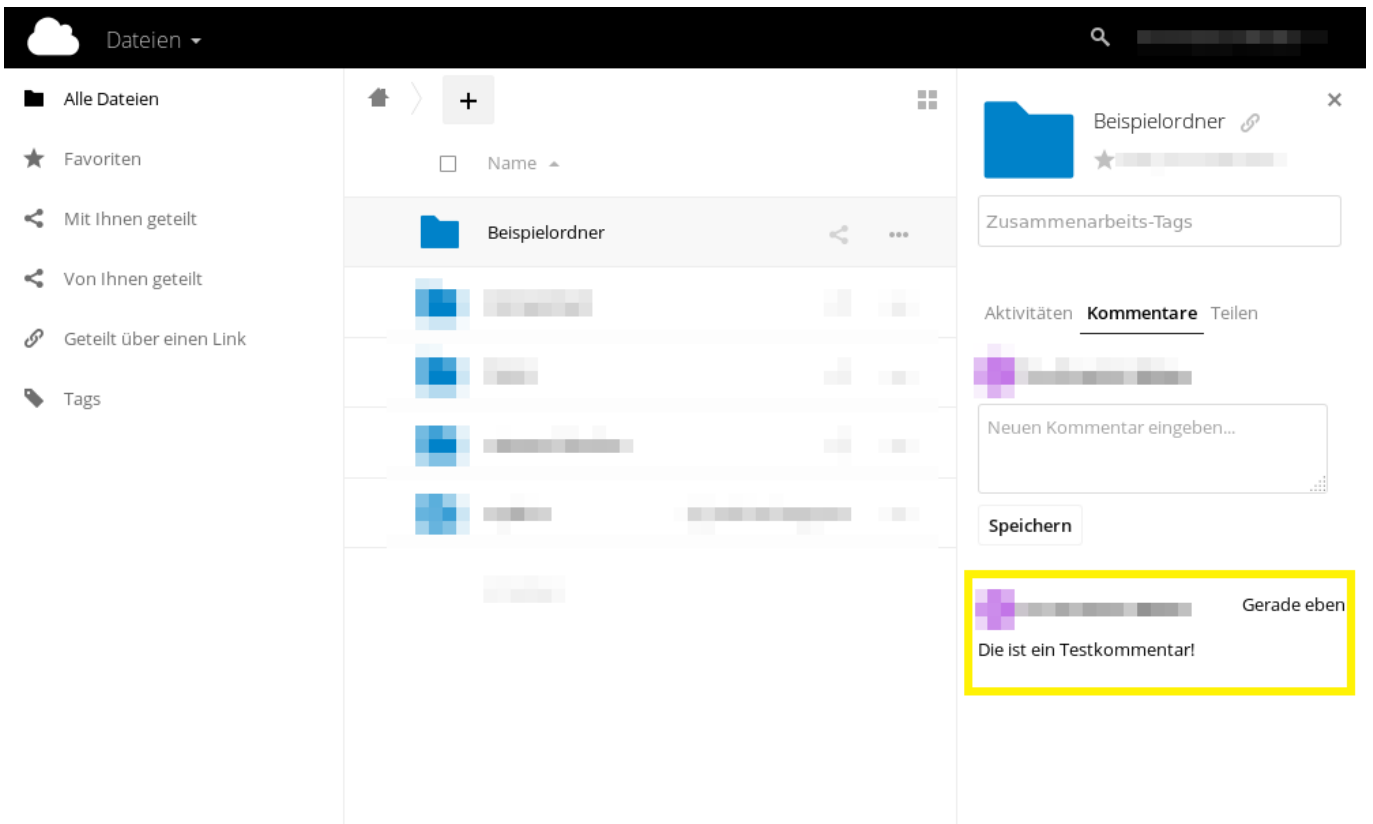 Dateien
Alle Dateien
Favoriten
Mit Ihnen geteilt
Von Ihnen geteilt
Geteilt über einen Link
Tags
Name
Beispielordner
Beispielordner
Zusammenarbeits-Tags
Aktivitäten Kommentare Teilen
Neuen Kommentar eingeben...
Speichern
Gerade eben
Die ist ein Testkommentar!